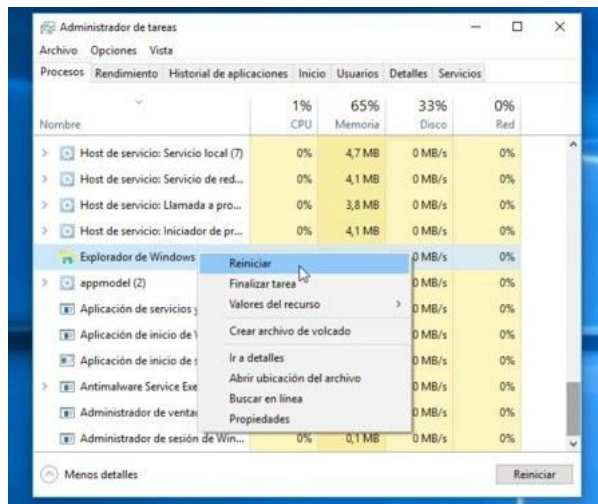 Administrador de tareas
Archivo Opciones Vista
Procesos Rendimiento Historial de aplicaciones Inicio Usuarios Detalles Servicios
1% 65% 33% 0%
Nombre CPU Memoria Disco Red
Host de servicio: Servicio local (7) 0% 4,7 MB 0 MB/s 0%
Host de servicio: Servicio de red... 0% 4,1 MB 0 MB/s 0%
Host de servicio: Llamada a pro... 0% 3,8 MB 0 MB/s 0%
Host de servicio: Iniciador de pr... 0% 4,1 MB 0 MB/s 0%
Explorador de Windows 0 MB/s 0%
Reiniciar
appmodel (2) 0 MB/s 0%
Finalizar tarea
Aplicación de servicios y 0 MB/s 0%
Valores del recurso
Aplicación de inicio de 0 MB/s 0%
Crear archivo de volcado
Aplicación de inicio de s 0 MB/s 0%
Ir a detalles
Antimalware Service Exe 0 MB/s 0%
Abrir ubicación del archivo
Buscar en línea
Administrador de venta 0 MB/s 0%
Propiedades
Administrador de sesión de Win... 0% 0,1 MB 0 MB/s 0%
Menos detalles Reiniciar